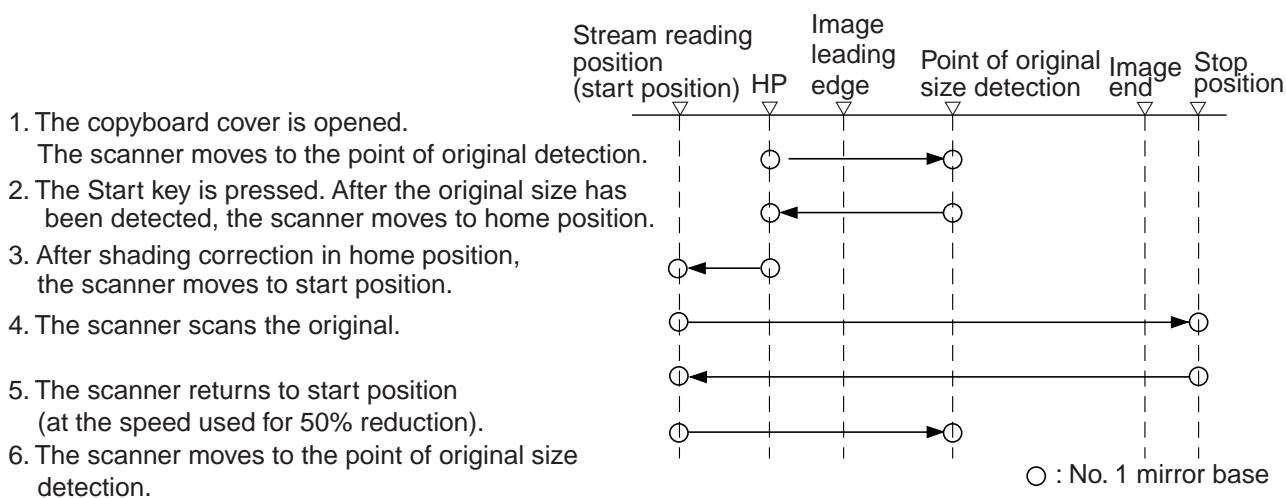 Stream reading
position
(start position)
HP
Image
leading
edge
Point of original
size detection
Image
end
Stop
position
1. The copyboard cover is opened.
The scanner moves to the point of original detection.
2. The Start key is pressed. After the original size has
been detected, the scanner moves to home position.
3. After shading correction in home position,
the scanner moves to start position.
4. The scanner scans the original.
5. The scanner returns to start position
(at the speed used for 50% reduction).
6. The scanner moves to the point of original size
detection.
: No. 1 mirror base